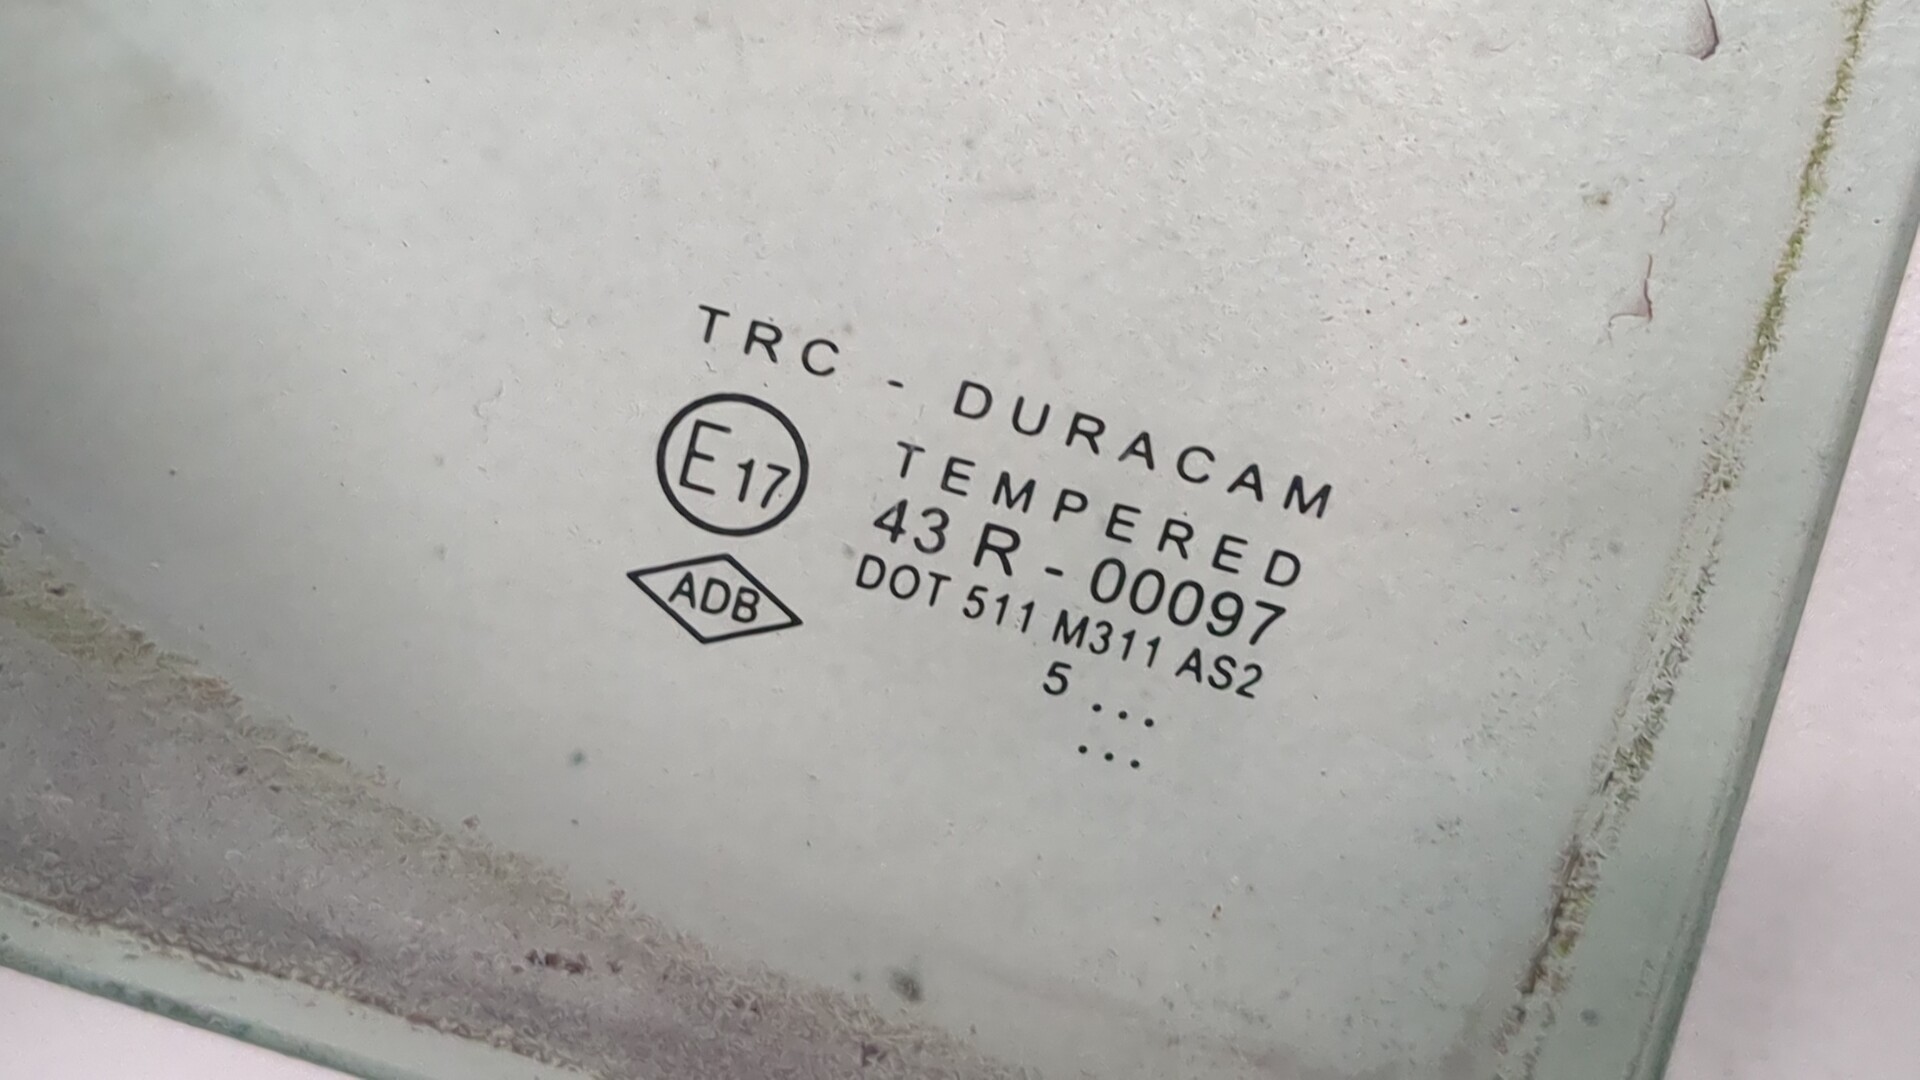 TRC - DURACAM
E17
TEMPERED
43 R - 00097
ADB
DOT 511 M311 AS2
5 ...
...